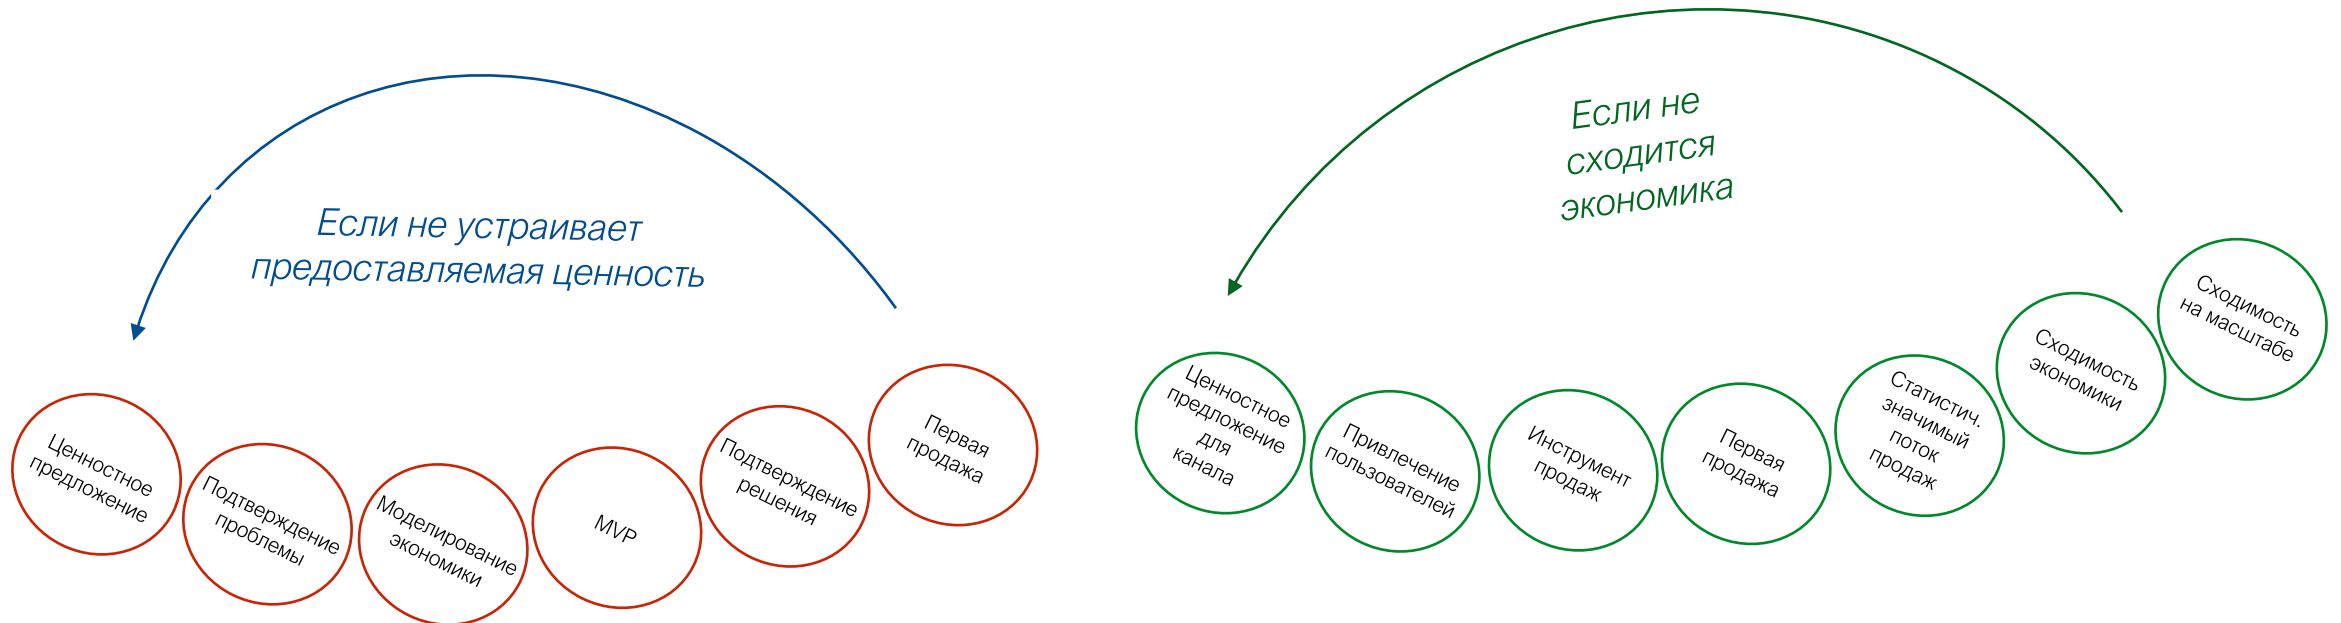 Если не устраивает
предоставляемая ценность
Ценностное
предложение
Подтверждение
проблемы
Моделирование
экономики
MVP
Подтверждение
решения
Первая
продажа
Если не
сходится
экономика
Ценностное
предложение
для
канала
Привлечение
пользователей
Инструмент
продаж
Первая
продажа
Статистич.
значимый
поток
продаж
Сходимость
экономики
Сходимость
на масштабе